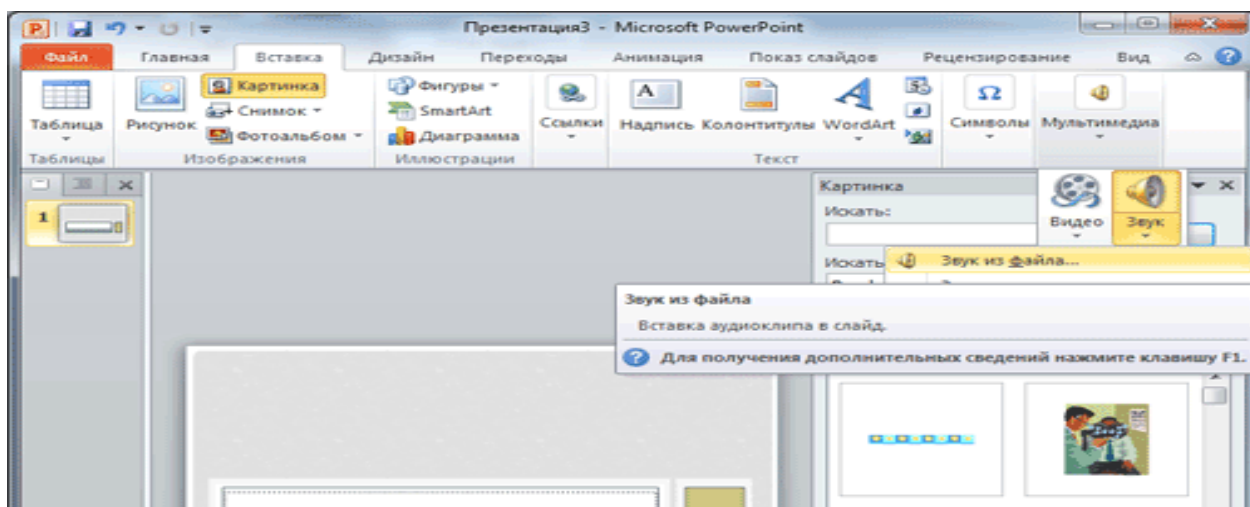 Презентация3 - Microsoft PowerPoint
Файл Главная Вставка Дизайн Переходы Анимация Показ слайдов Рецензирование Вид
Картинка Фигуры
Снимок SmartArt
Таблица Рисунок Фотоальбом Диаграмма Ссылки Надпись Колонтитулы WordArt Символы Мультимедиа
Таблицы Изображения Иллюстрации Текст
Картинка
Искать:
Видео Звук
1
Искать
Звук из файла...
Звук из файла
Вставка аудиоклипа в слайд.
Для получения дополнительных сведений нажмите клавишу F1.